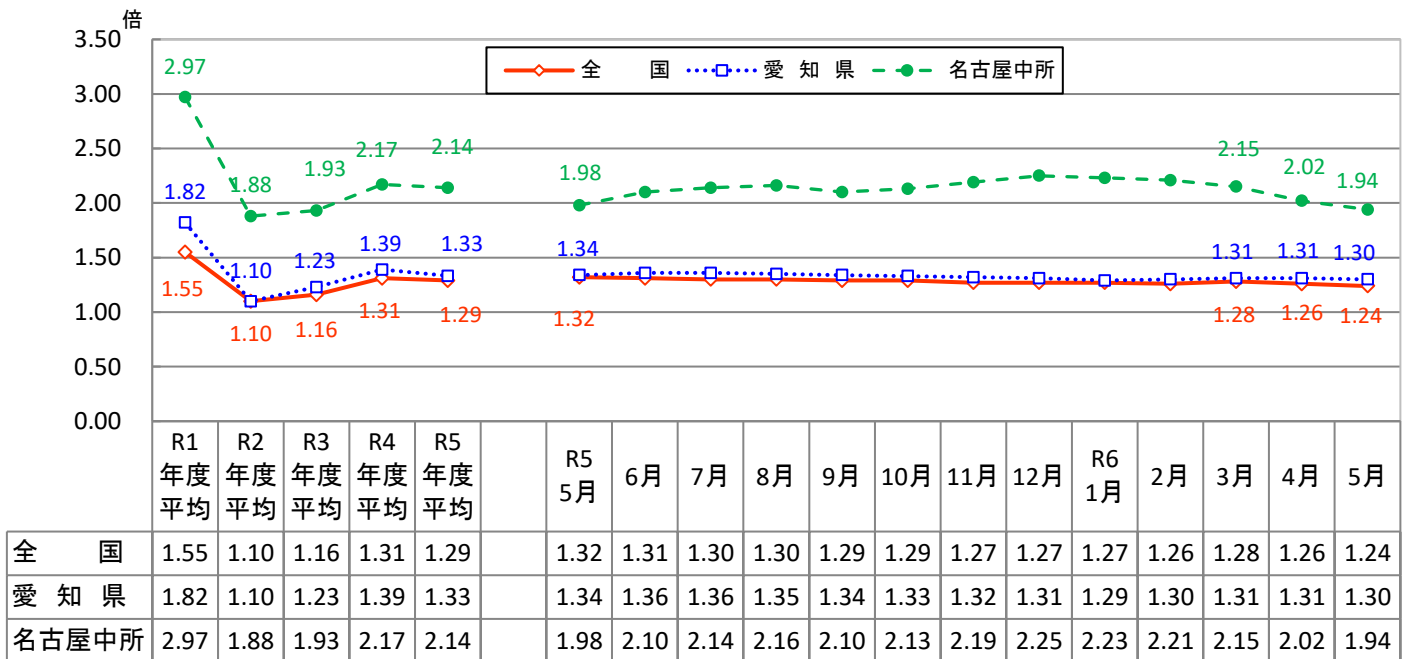 倍
全 国 愛 知 県 名古屋中所
3.50
3.00
2.50
2.00
1.50
1.00
0.50
0.00
2.97 1.88 1.93 2.17 2.14 1.98 2.15 2.02 1.94
1.82 1.10 1.23 1.39 1.33 1.34 1.31 1.31 1.30
1.55 1.10 1.16 1.31 1.29 1.32 1.28 1.26 1.24
R1 年度 平均
R2 年度 平均
R3 年度 平均
R4 年度 平均
R5 年度 平均
R5 5月
6月
7月
8月
9月
10月
11月
12月
R6 1月
2月
3月
4月
5月
全 国 1.55 1.10 1.16 1.31 1.29 1.32 1.31 1.30 1.30 1.29 1.29 1.27 1.27 1.27 1.26 1.28 1.26 1.24
愛 知 県 1.82 1.10 1.23 1.39 1.33 1.34 1.36 1.36 1.35 1.34 1.33 1.32 1.31 1.29 1.30 1.31 1.31 1.30
名古屋中所 2.97 1.88 1.93 2.17 2.14 1.98 2.10 2.14 2.16 2.10 2.13 2.19 2.25 2.23 2.21 2.15 2.02 1.94